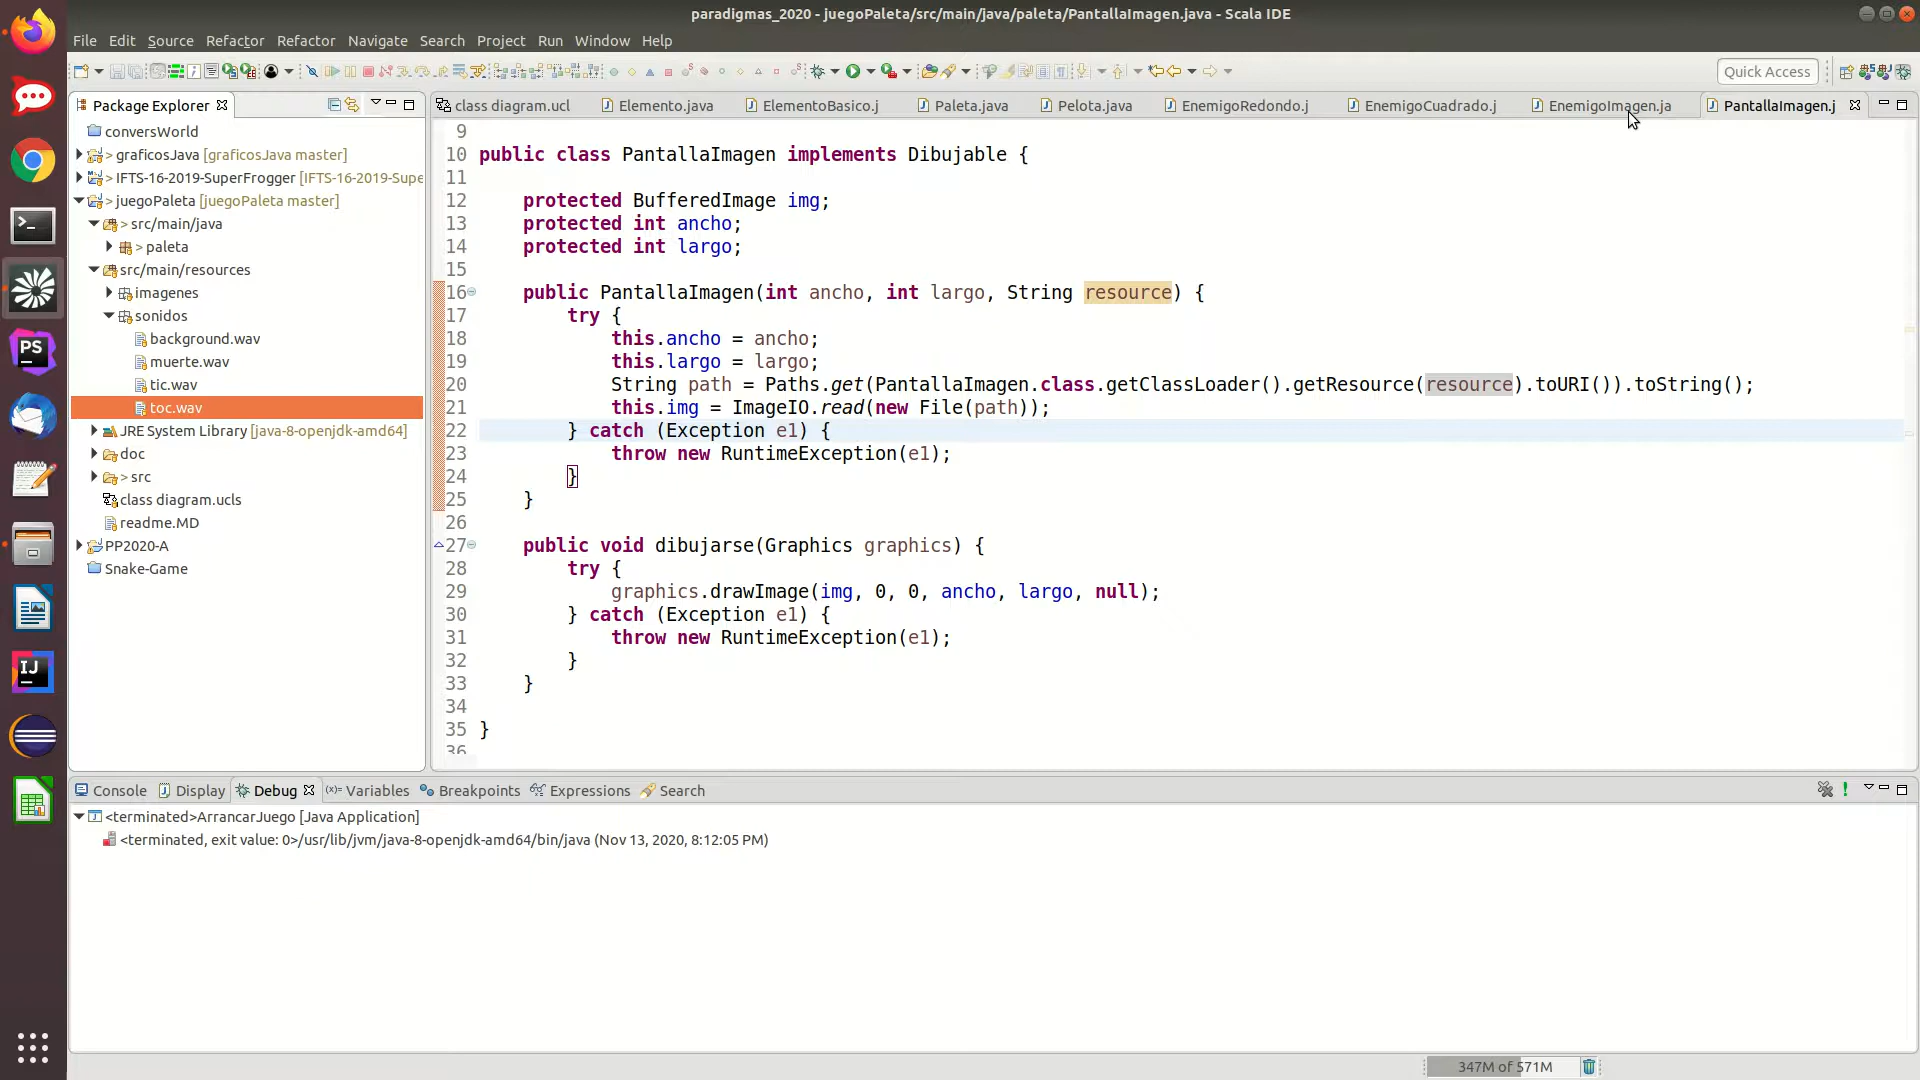 paradigmas_2020 - juegoPaleta/src/main/java/paleta/PantallaImagen.java - Scala IDE
File Edit Source Refactor Refactor Navigate Search Project Run Window Help
Quick Access
Package Explorer
class diagram.ucl Elemento.java ElementoBasico.j Paleta.java Pelota.java EnemigoRedondo.j EnemigoCuadrado.j EnemigoImagen.ja PantallaImagen.j
conversWorld
> graficosJava [graficosJava master]
> IFTS-16-2019-SuperFrogger [IFTS-16-2019-Supe
> juegoPaleta [juegoPaleta master]
> src/main/java
> paleta
src/main/resources
imagenes
sonidos
background.wav
muerte.wav
tic.wav
toc.wav
JRE System Library [java-8-openjdk-amd64]
doc
> src
class diagram.ucls
readme.MD
PP2020-A
Snake-Game
9
10 public class PantallaImagen implements Dibujable {
11
12 protected BufferedImage img;
13 protected int ancho;
14 protected int largo;
15
16 public PantallaImagen(int ancho, int largo, String resource) {
17 try {
18 this.ancho = ancho;
19 this.largo = largo;
20 String path = Paths.get(PantallaImagen.class.getClassLoader().getResource(resource).toURI()).toString();
21 this.img = ImageIO.read(new File(path));
22 } catch (Exception e1) {
23 throw new RuntimeException(e1);
24 }
25 }
26
27 public void dibujarse(Graphics graphics) {
28 try {
29 graphics.drawImage(img, 0, 0, ancho, largo, null);
30 } catch (Exception e1) {
31 throw new RuntimeException(e1);
32 }
33 }
34
35 }
36
Console Display Debug Variables Breakpoints Expressions Search
<terminated>ArrancarJuego [Java Application]
<terminated, exit value: 0>/usr/lib/jvm/java-8-openjdk-amd64/bin/java (Nov 13, 2020, 8:12:05 PM)
347M of 571M
PS
IJ